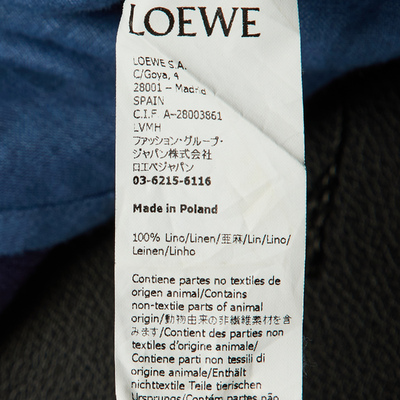 LOEWE
LOEWE S.A.
C/Goya, 4
28001 – Madrid
SPAIN
C.I.F. A-28003861
LVMH
ファッション・グループ・
ジャパン株式会社
ロエベジャパン
03-6215-6116
Made in Poland
100% Lino/Linen/亜麻/Lin/Lino/
Leinen/Linho
Contiene partes no textiles de
origen animal/Contains
non-textile parts of animal
origin/動物由来の非繊維素材を含
みます/Contient des parties non
textiles d'origine animale/
Contiene parti non tessili di
origine animale/Enthält
nichttextile Teile tierischen
Ursprungs/Contém partes não